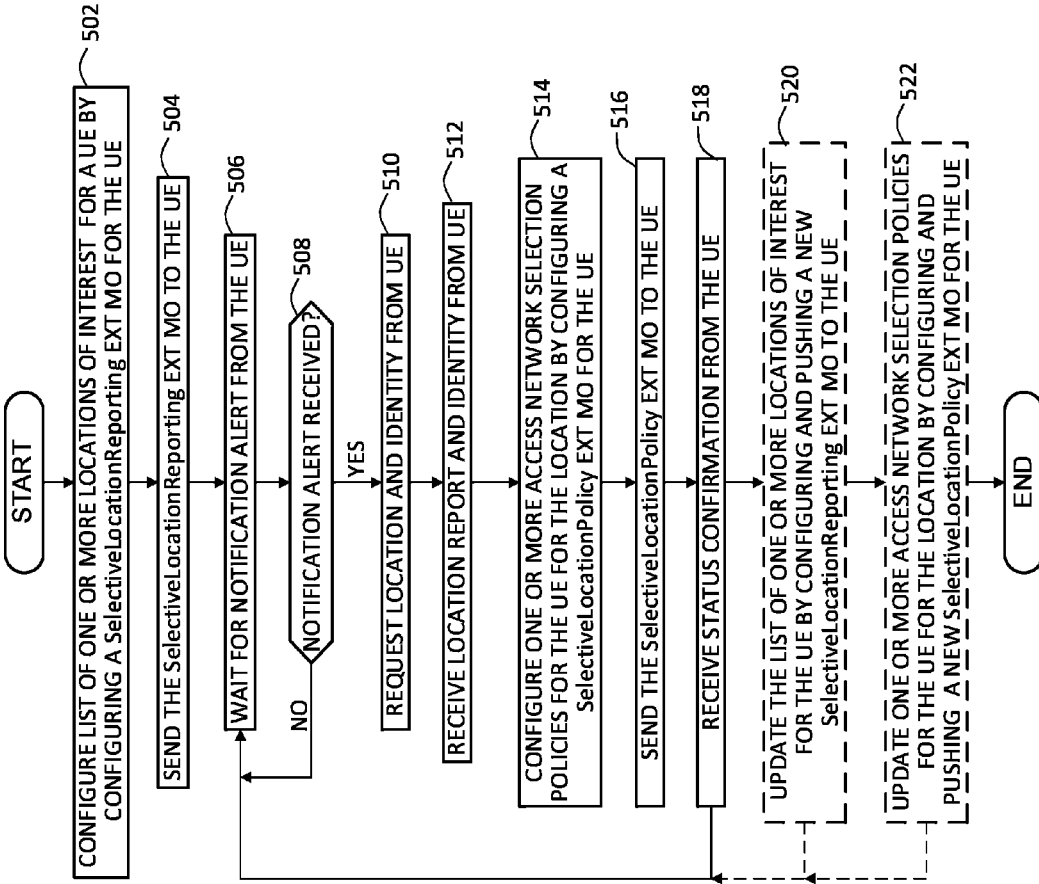 START
CONFIGURE LIST OF ONE OR MORE LOCATIONS OF INTEREST FOR A UE BY
CONFIGURING A SelectiveLocationReporting EXT MO FOR THE UE
502
SEND THE SelectiveLocationReporting EXT MO TO THE UE
504
WAIT FOR NOTIFICATION ALERT FROM THE UE
506
NOTIFICATION ALERT RECEIVED?
508
NO
YES
REQUEST LOCATION AND IDENTITY FROM UE
510
RECEIVE LOCATION REPORT AND IDENTITY FROM UE
512
CONFIGURE ONE OR MORE ACCESS NETWORK SELECTION
POLICIES FOR THE UE FOR THE LOCATION BY CONFIGURING A
SelectiveLocationPolicy EXT MO FOR THE UE
514
SEND THE SelectiveLocationPolicy EXT MO TO THE UE
516
RECEIVE STATUS CONFIRMATION FROM THE UE
518
UPDATE THE LIST OF ONE OR MORE LOCATIONS OF INTEREST
FOR THE UE BY CONFIGURING AND PUSHING A NEW
SelectiveLocationReporting EXT MO TO THE UE
520
UPDATE ONE OR MORE ACCESS NETWORK SELECTION POLICIES
FOR THE UE FOR THE LOCATION BY CONFIGURING AND
PUSHING A NEW SelectiveLocationPolicy EXT MO FOR THE UE
522
END